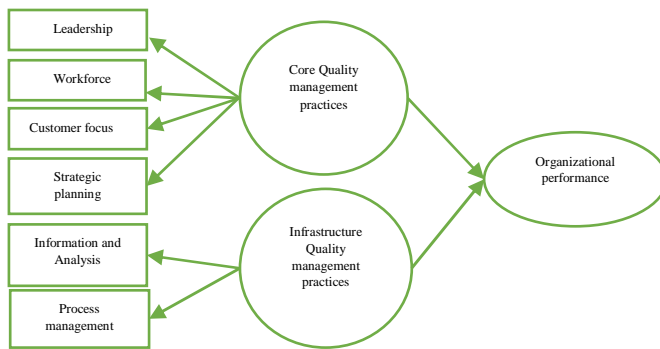 Leadership
Workforce
Customer focus
Strategic
planning
Information and
Analysis
Process
management
Core Quality
management
practices
Infrastructure
Quality
management
practices
Organizational
performance